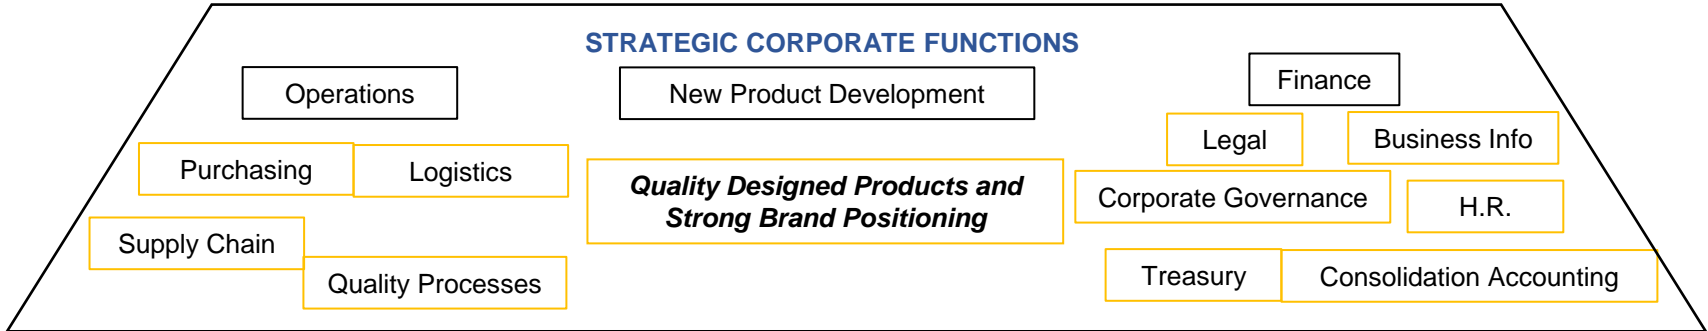 STRATEGIC CORPORATE FUNCTIONS
Operations
New Product Development
Finance
Purchasing
Logistics
Supply Chain
Quality Processes
Quality Designed Products and
Strong Brand Positioning
Legal
Business Info
Corporate Governance
H.R.
Treasury
Consolidation Accounting